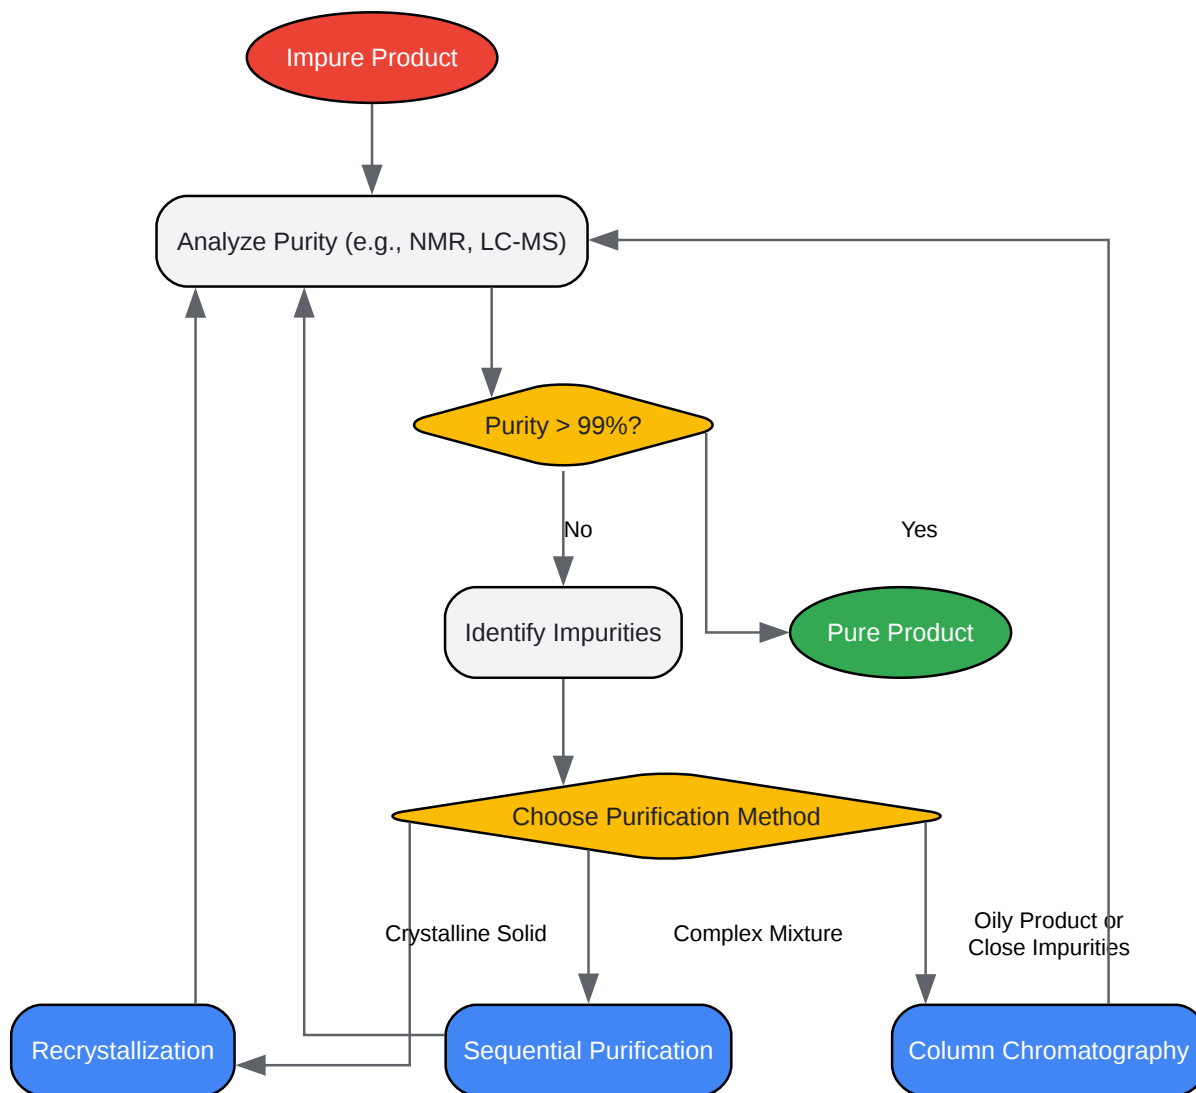 Impure Product
Analyze Purity (e.g., NMR, LC-MS)
Purity > 99%?
No
Yes
Identify Impurities
Pure Product
Choose Purification Method
Crystalline Solid
Complex Mixture
Oily Product or
Close Impurities
Recrystallization
Sequential Purification
Column Chromatography